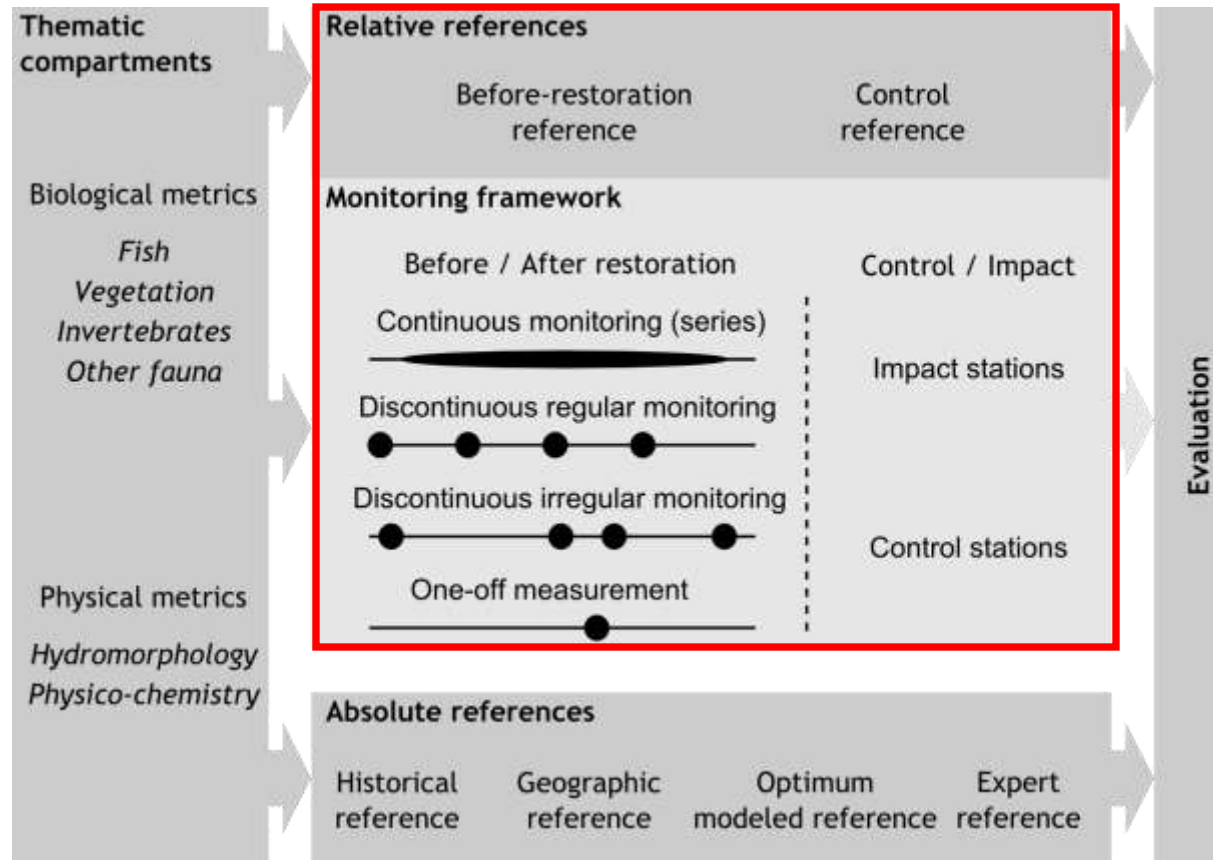 Thematic
compartments
Biological metrics
Fish
Vegetation
Invertebrates
Other fauna
Physical metrics
Hydromorphology
Physico-chemistry
Relative references
Before-restoration
reference
Control
reference
Monitoring framework
Before / After restoration
Control / Impact
Continuous monitoring (series)
Discontinuous regular monitoring
Discontinuous irregular monitoring
One-off measurement
Impact stations
Control stations
Absolute references
Historical
reference
Geographic
reference
Optimum
modeled reference
Expert
reference
Evaluation